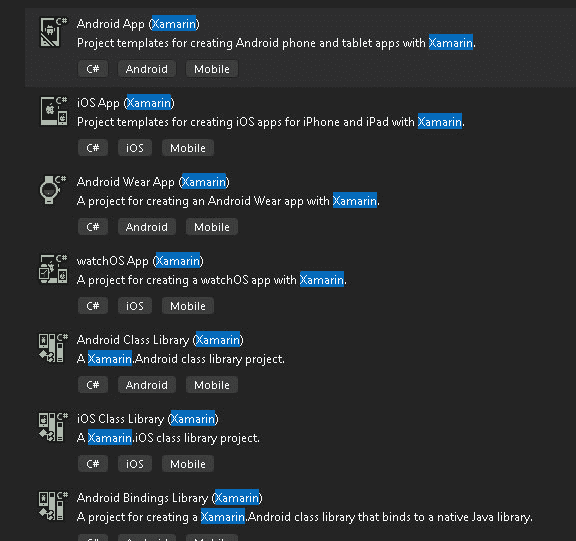 Android App (Xamarin)
Project templates for creating Android phone and tablet apps with Xamarin.
C# Android Mobile
iOS App (Xamarin)
Project templates for creating iOS apps for iPhone and iPad with Xamarin.
C# iOS Mobile
Android Wear App (Xamarin)
A project for creating an Android Wear app with Xamarin.
C# Android Mobile
watchOS App (Xamarin)
A project for creating a watchOS app with Xamarin.
C# iOS Mobile
Android Class Library (Xamarin)
A Xamarin.Android class library project.
C# Android Mobile
iOS Class Library (Xamarin)
A Xamarin.iOS class library project.
C# iOS Mobile
Android Bindings Library (Xamarin)
A project for creating a Xamarin.Android class library that binds to a native Java library.
C# Android Mobile